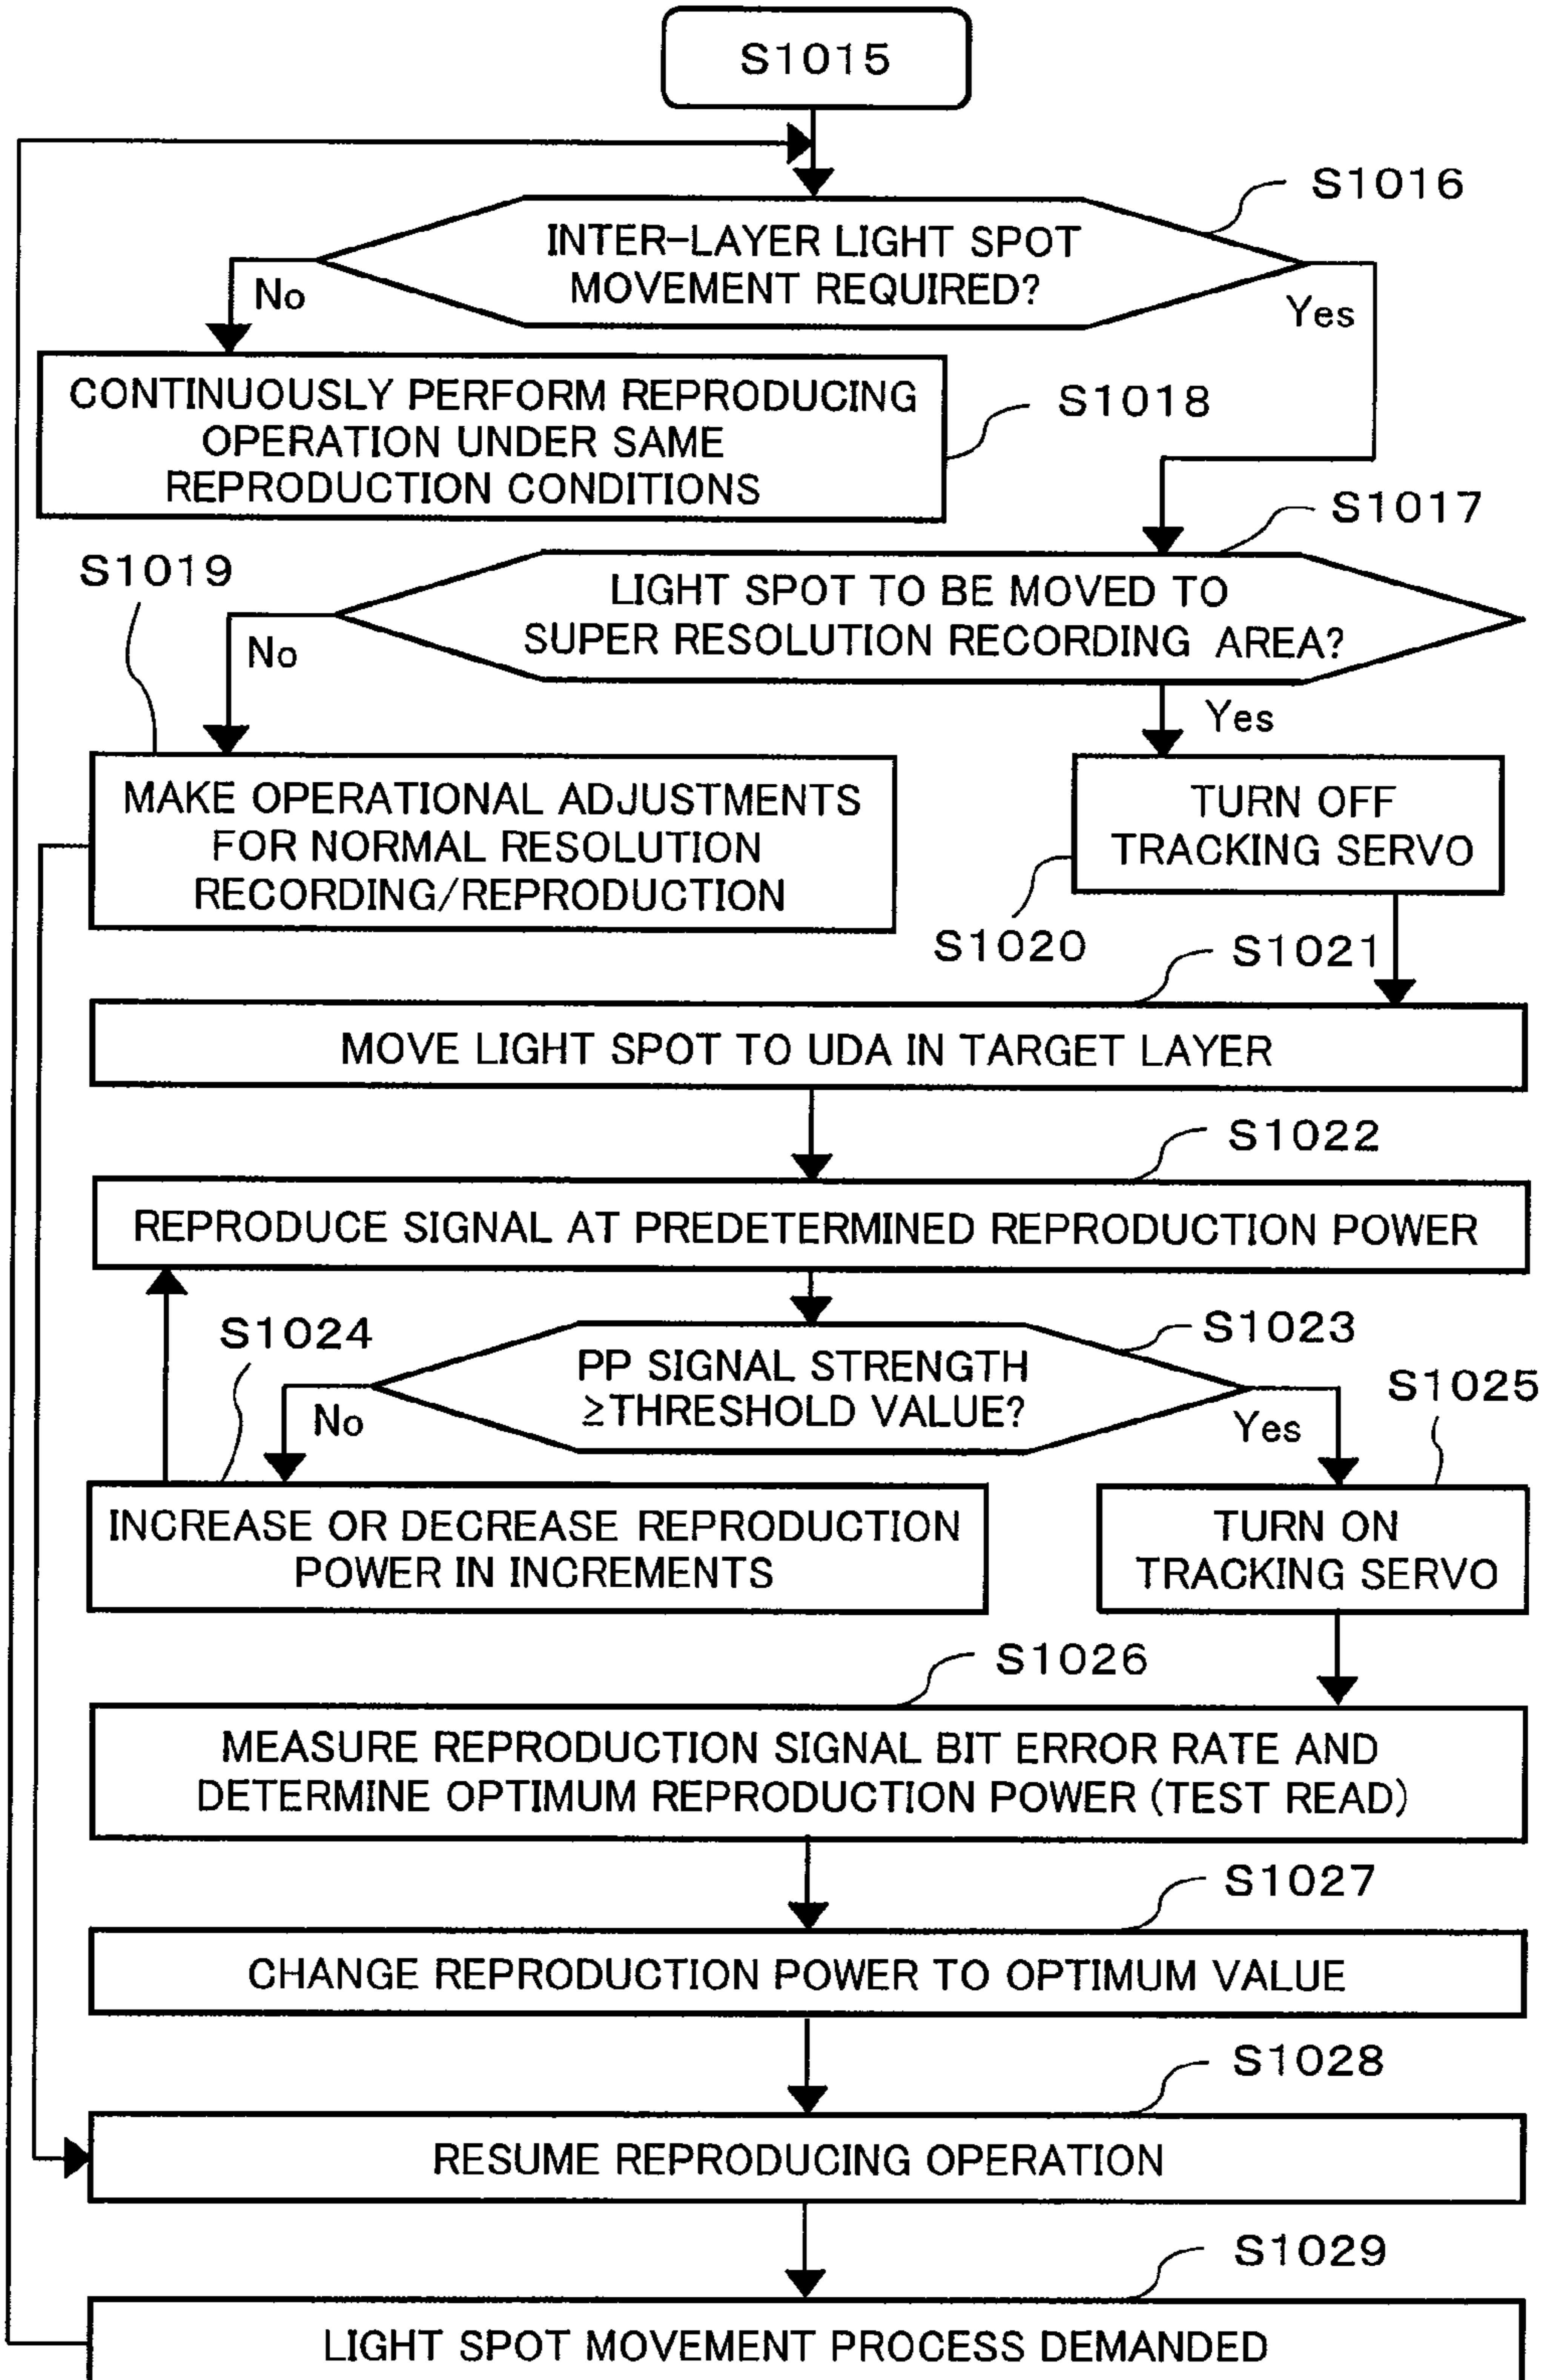 S1015
S1016
INTER-LAYER LIGHT SPOT
MOVEMENT REQUIRED?
No
Yes
CONTINUOUSLY PERFORM REPRODUCING
OPERATION UNDER SAME
REPRODUCTION CONDITIONS
S1018
S1017
S1019
LIGHT SPOT TO BE MOVED TO
SUPER RESOLUTION RECORDING AREA?
No
Yes
MAKE OPERATIONAL ADJUSTMENTS
FOR NORMAL RESOLUTION
RECORDING/REPRODUCTION
TURN OFF
TRACKING SERVO
S1020
S1021
MOVE LIGHT SPOT TO UDA IN TARGET LAYER
S1022
REPRODUCE SIGNAL AT PREDETERMINED REPRODUCTION POWER
S1024
S1023
PP SIGNAL STRENGTH
≥THRESHOLD VALUE?
No
Yes
S1025
INCREASE OR DECREASE REPRODUCTION
POWER IN INCREMENTS
TURN ON
TRACKING SERVO
S1026
MEASURE REPRODUCTION SIGNAL BIT ERROR RATE AND
DETERMINE OPTIMUM REPRODUCTION POWER (TEST READ)
S1027
CHANGE REPRODUCTION POWER TO OPTIMUM VALUE
S1028
RESUME REPRODUCING OPERATION
S1029
LIGHT SPOT MOVEMENT PROCESS DEMANDED